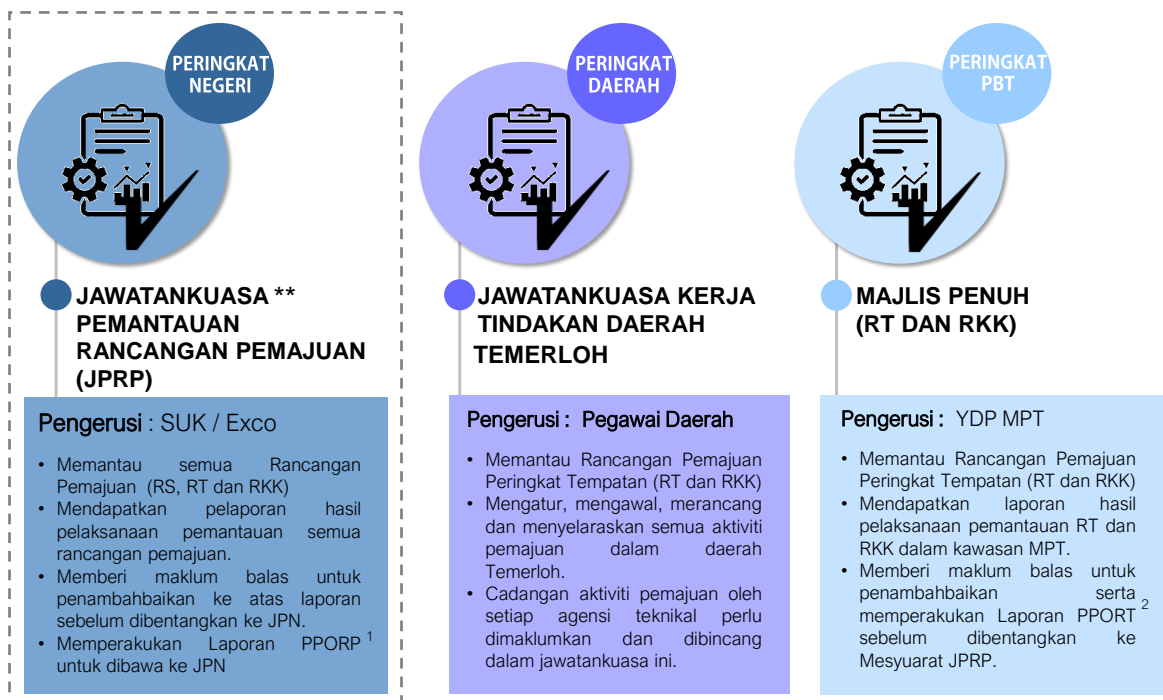 PERINGKAT
NEGERI
JAWATANKUASA **
PEMANTAUAN
RANCANGAN PEMAJUAN
(JPRP)
Pengerusi : SUK / Exco
• Memantau semua Rancangan
Pemajuan (RS, RT dan RKK)
• Mendapatkan pelaporan hasil
pelaksanaan pemantauan semua
rancangan pemajuan.
• Memberi maklum balas untuk
penambahbaikan ke atas laporan
sebelum dibentangkan ke JPN.
• Memperakukan Laporan PPORP 1
untuk dibawa ke JPN
PERINGKAT
DAERAH
JAWATANKUASA KERJA
TINDAKAN DAERAH
TEMERLOH
Pengerusi : Pegawai Daerah
• Memantau Rancangan Pemajuan
Peringkat Tempatan (RT dan RKK)
• Mengatur, mengawal, merancang
dan menyelaraskan semua aktiviti
pemajuan dalam daerah
Temerloh.
• Cadangan aktiviti pemajuan oleh
setiap agensi teknikal perlu
dimaklumkan dan dibincang
dalam jawatankuasa ini.
PERINGKAT
PBT
MAJLIS PENUH
(RT DAN RKK)
Pengerusi : YDP MPT
• Memantau Rancangan Pemajuan
Peringkat Tempatan (RT dan RKK)
• Mendapatkan laporan hasil
pelaksanaan pemantauan RT dan
RKK dalam kawasan MPT.
• Memberi maklum balas untuk
penambahbaikan serta
memperakukan Laporan PPORT 2
sebelum dibentangkan ke
Mesyuarat JPRP.